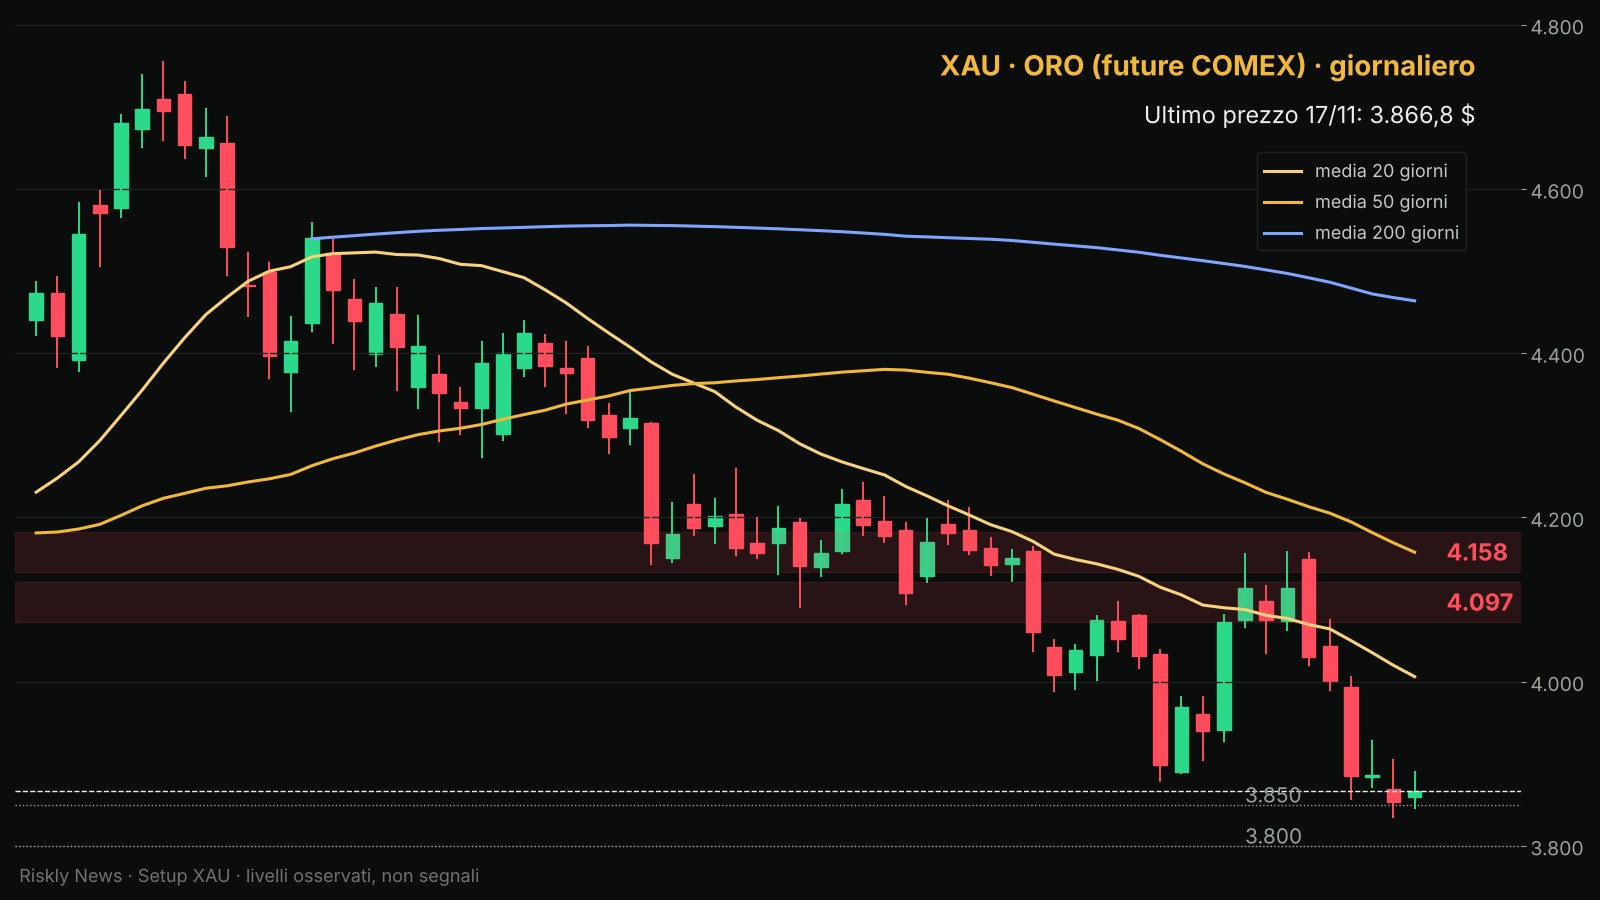 4.800
XAU · ORO (future COMEX) · giornaliero
Ultimo prezzo 17/11: 3.866,8 $
media 20 giorni
4.600
media 50 giorni
media 200 giorni
4.400
4.200
4.158
4.097
4.000
3.850
3.800
3.800
Riskly News · Setup XAU · livelli osservati, non segnali